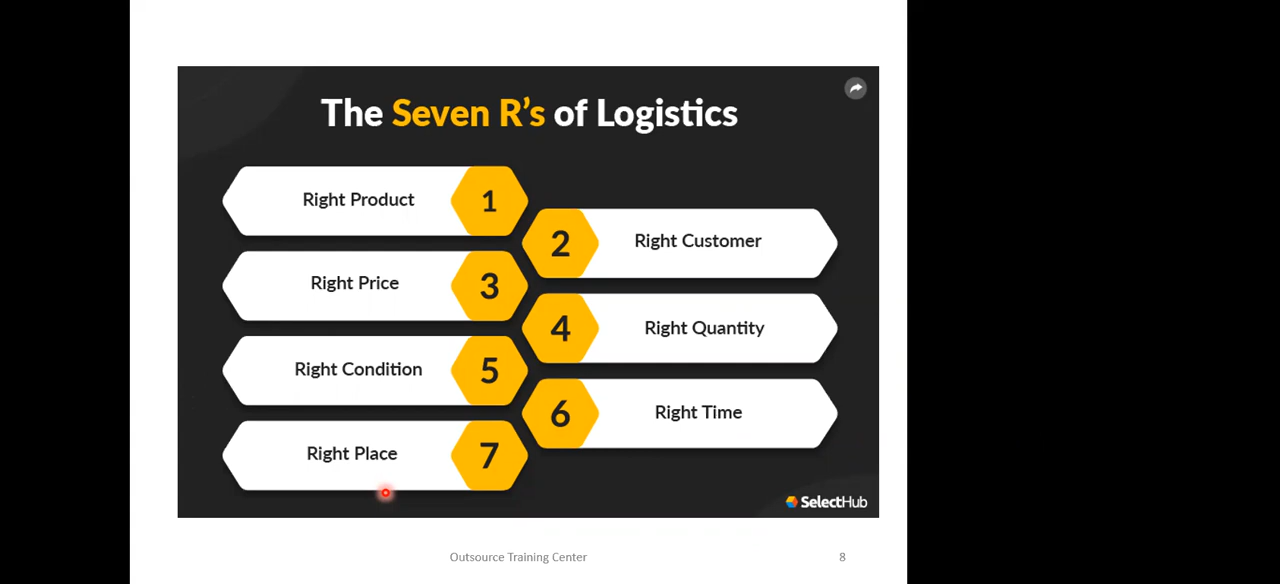 The Seven R's of Logistics
Right Product 1
2 Right Customer
Right Price 3
4 Right Quantity
Right Condition 5
6 Right Time
Right Place 7
SelectHub
Outsource Training Center 8